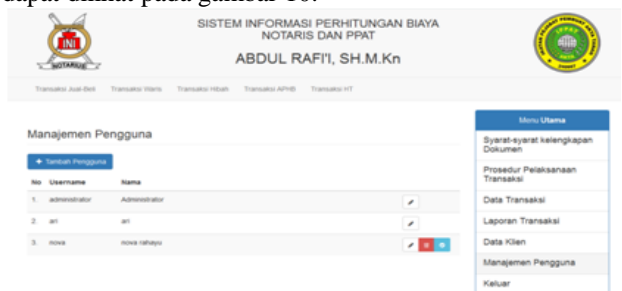 dapat dilihat pada gambar 10.
SISTEM INFORMASI PERHITUNGAN BIAYA
NOTARIS DAN PPAT
ABDUL RAFI'I, SH.M.Kn
INI
NOTARIUS
Transaksi Jual-Beli Transaksi Waris Transaksi Hibah Transaksi APHB Transaksi HT
Manajemen Pengguna
+ Tambah Pengguna
No Username Nama
1. administrator Administrator
2. ari ari
3. nova nova rahayu
Menu Utama
Syarat-syarat kelengkapan
Dokumen
Prosedur Pelaksanaan
Transaksi
Data Transaksi
Laporan Transaksi
Data Klien
Manajemen Pengguna
Keluar